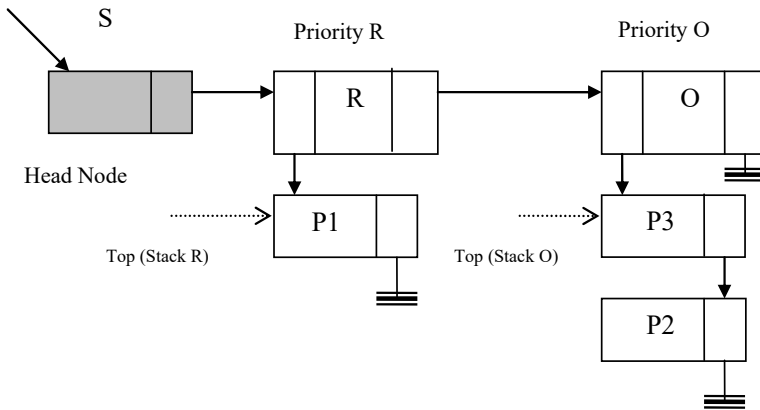 S
Priority R
Priority O
R
O
Head Node
P1
P3
Top (Stack R)
Top (Stack O)
P2